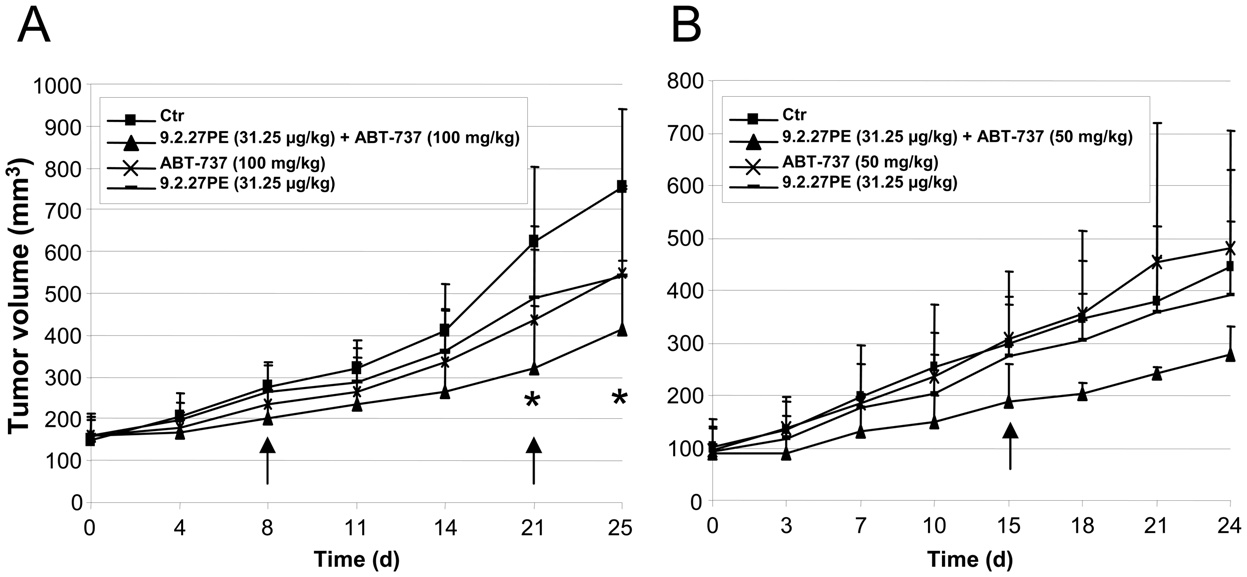 A
Tumor volume (mm3)
1000
900
800
700
600
500
400
300
200
100
0
Ctr
9.2.27PE (31.25 µg/kg) + ABT-737 (100 mg/kg)
ABT-737 (100 mg/kg)
9.2.27PE (31.25 µg/kg)
* *
0 4 8 11 14 21 25
Time (d)
B
800
700
600
500
400
300
200
100
0
Ctr
9.2.27PE (31.25 µg/kg) + ABT-737 (50 mg/kg)
ABT-737 (50 mg/kg)
9.2.27PE (31.25 µg/kg)
0 3 7 10 15 18 21 24
Time (d)